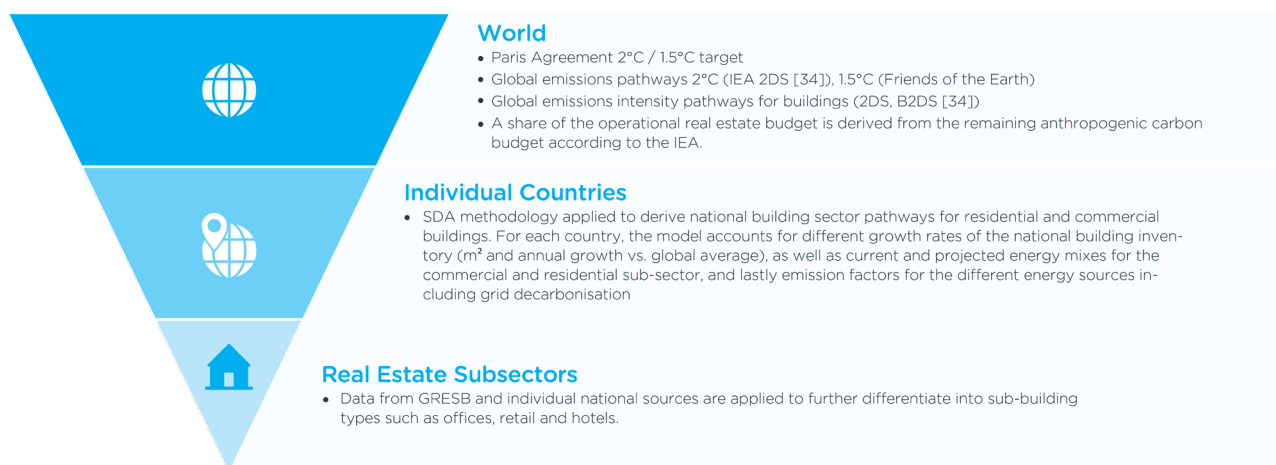 World
• Paris Agreement 2°C / 1.5°C target
• Global emissions pathways 2°C (IEA 2DS [34]), 1.5°C (Friends of the Earth)
• Global emissions intensity pathways for buildings (2DS, B2DS [34])
• A share of the operational real estate budget is derived from the remaining anthropogenic carbon
budget according to the IEA.
Individual Countries
• SDA methodology applied to derive national building sector pathways for residential and commercial
buildings. For each country, the model accounts for different growth rates of the national building inven-
tory (m² and annual growth vs. global average), as well as current and projected energy mixes for the
commercial and residential sub-sector, and lastly emission factors for the different energy sources in-
cluding grid decarbonisation
Real Estate Subsectors
• Data from GRESB and individual national sources are applied to further differentiate into sub-building
types such as offices, retail and hotels.